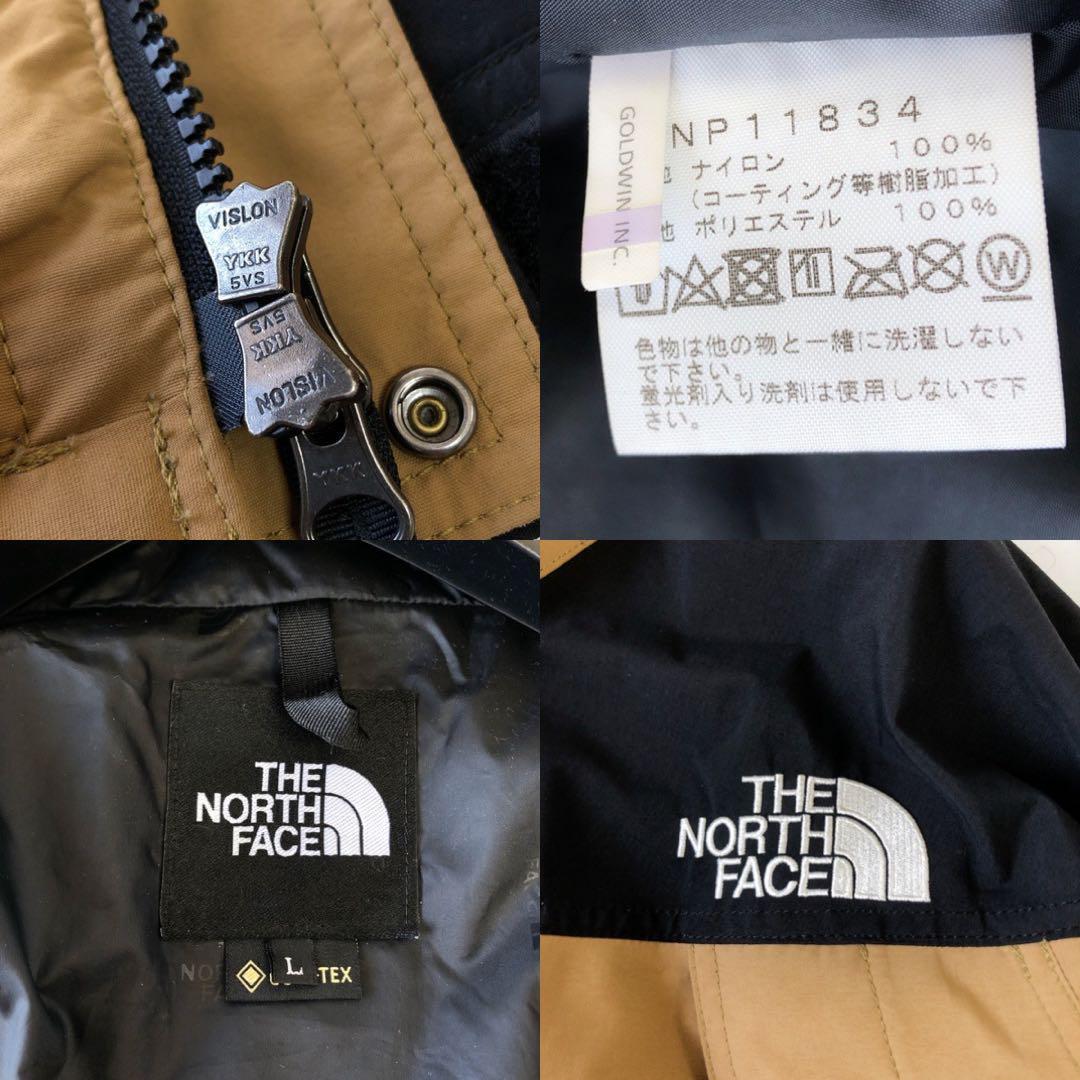 VISLON
YKK
5VS
5VS
YKK
VISLON
YKK
GOLDWIN INC.
NP11834
地 ナイロン 100%
(コーティング等樹脂加工)
地 ポリエステル 100%
W
色物は他の物と一緒に洗濯しない
で下さい。
蛍光剤入り洗剤は使用しないで下
さい。
THE
NORTH
FACE
L
-TEX
NOR
FACE
THE
NORTH
FACE